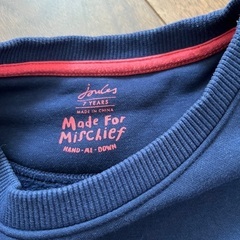 Joules
7 YEARS
MADE IN CHINA
Made For
Mischief
HAND-ME-DOWN